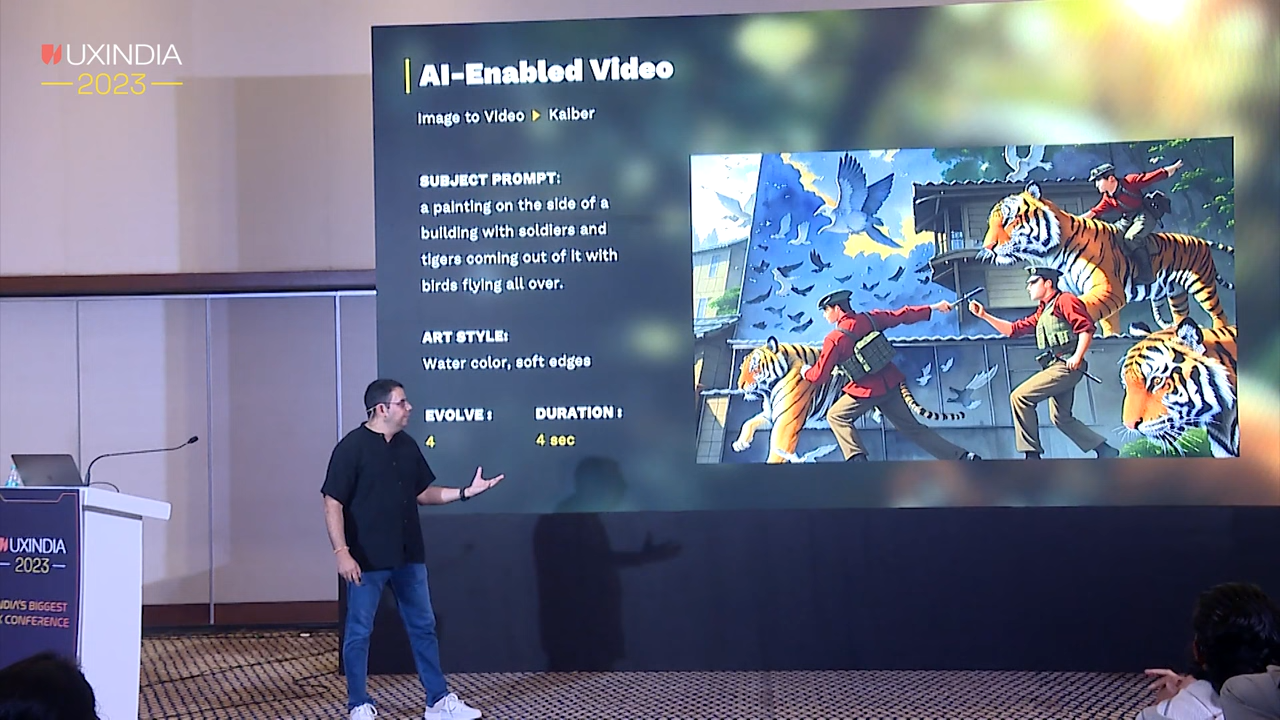 UXINDIA
2023
AI-Enabled Video
Image to Video ▶ Kaiber
SUBJECT PROMPT:
a painting on the side of a
building with soldiers and
tigers coming out of it with
birds flying all over.
ART STYLE:
Water color, soft edges
EVOLVE : DURATION :
4 4 sec
UXINDIA
2023
NDIA'S BIGGEST
X CONFERENCE